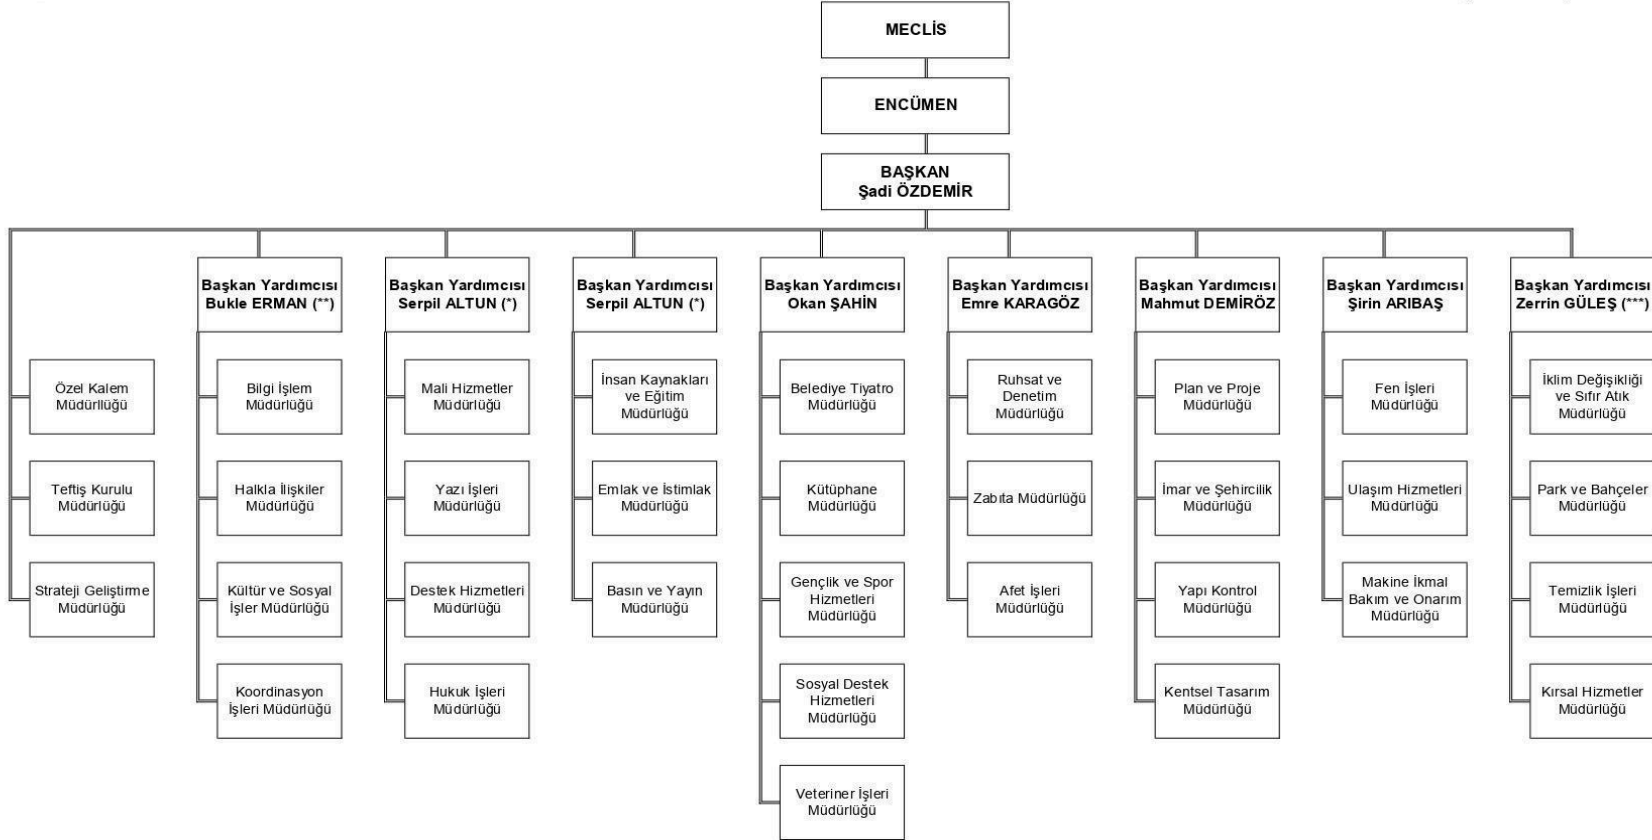 MECLİS
ENCÜMEN
BAŞKAN
Şadi ÖZDEMİR
Özel Kalem
Müdürllüğü
Teftiş Kurulu
Müdürlüğü
Strateji Geliştirme
Müdürlüğü
Başkan Yardımcısı
Bukle ERMAN (**)
Bilgi İşlem
Müdürlüğü
Halkla İlişkiler
Müdürlüğü
Kültür ve Sosyal
İşler Müdürlüğü
Koordinasyon
İşleri Müdürlüğü
Başkan Yardımcısı
Serpil ALTUN (*)
Mali Hizmetler
Müdürlüğü
Yazı İşleri
Müdürlüğü
Destek Hizmetleri
Müdürlüğü
Hukuk İşleri
Müdürlüğü
Başkan Yardımcısı
Serpil ALTUN (*)
İnsan Kaynakları
ve Eğitim
Müdürlüğü
Emlak ve İstimlak
Müdürlüğü
Basın ve Yayın
Müdürlüğü
Başkan Yardımcısı
Okan ŞAHİN
Belediye Tiyatro
Müdürlüğü
Kütüphane
Müdürlüğü
Gençlik ve Spor
Hizmetleri
Müdürlüğü
Sosyal Destek
Hizmetleri
Müdürlüğü
Veteriner İşleri
Müdürlüğü
Başkan Yardımcısı
Emre KARAGÖZ
Ruhsat ve
Denetim
Müdürlüğü
Zabıta Müdürlüğü
Afet İşleri
Müdürlüğü
Başkan Yardımcısı
Mahmut DEMİRÖZ
Plan ve Proje
Müdürlüğü
İmar ve Şehircilik
Müdürlüğü
Yapı Kontrol
Müdürlüğü
Kentsel Tasarım
Müdürlüğü
Başkan Yardımcısı
Şirin ARIBAŞ
Fen İşleri
Müdürlüğü
Ulaşım Hizmetleri
Müdürlüğü
Makine İkmal
Bakım ve Onarım
Müdürlüğü
Başkan Yardımcısı
Zerrin GÜLEŞ (***)
İklim Değişikliği
ve Sıfır Atık
Müdürlüğü
Park ve Bahçeler
Müdürlüğü
Temizlik İşleri
Müdürlüğü
Kırsal Hizmetler
Müdürlüğü